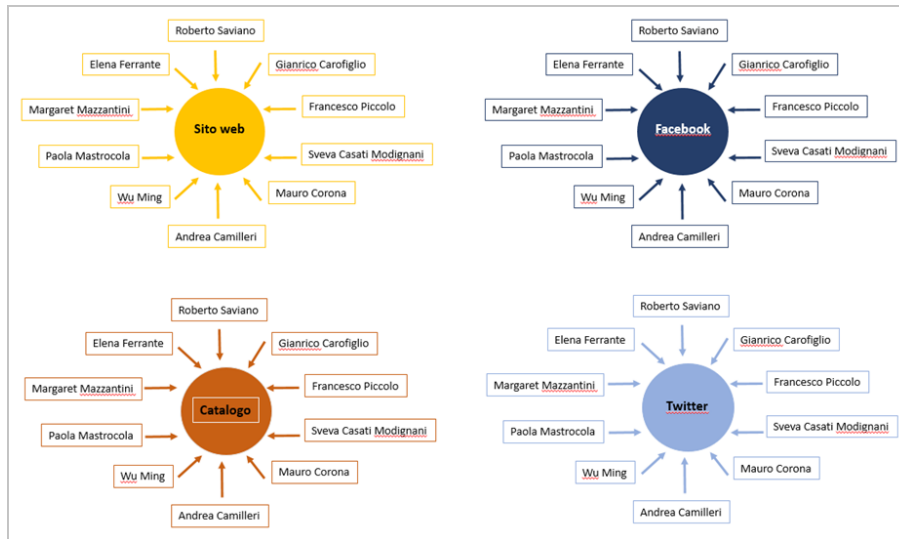 Roberto Saviano
Elena Ferrante
Gianrico Carofiglio
Margaret Mazzantini
Francesco Piccolo
Sito web
Paola Mastrocola
Sveva Casati Modignani
Wu Ming
Mauro Corona
Andrea Camilleri
Roberto Saviano
Elena Ferrante
Gianrico Carofiglio
Margaret Mazzantini
Francesco Piccolo
Facebook
Paola Mastrocola
Sveva Casati Modignani
Wu Ming
Mauro Corona
Andrea Camilleri
Roberto Saviano
Elena Ferrante
Gianrico Carofiglio
Margaret Mazzantini
Francesco Piccolo
Catalogo
Paola Mastrocola
Sveva Casati Modignani
Wu Ming
Mauro Corona
Andrea Camilleri
Roberto Saviano
Elena Ferrante
Gianrico Carofiglio
Margaret Mazzantini
Francesco Piccolo
Twitter
Paola Mastrocola
Sveva Casati Modignani
Wu Ming
Mauro Corona
Andrea Camilleri